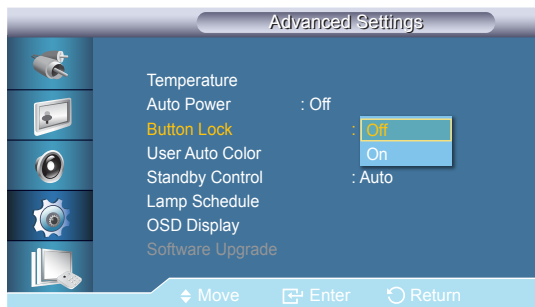 Advanced Settings
Temperature
Auto Power : Off
Button Lock : Off
On
User Auto Color
Standby Control : Auto
Lamp Schedule
OSD Display
Software Upgrade
Move Enter Return